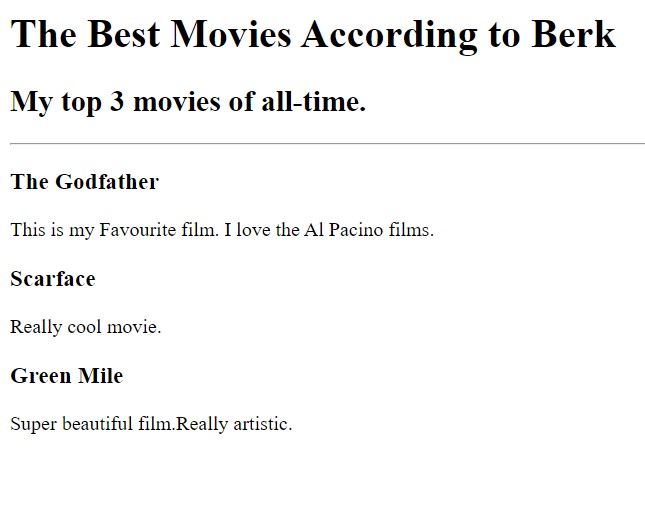 The Best Movies According to Berk
My top 3 movies of all-time.
The Godfather
This is my Favourite film. I love the Al Pacino films.
Scarface
Really cool movie.
Green Mile
Super beautiful film.Really artistic.